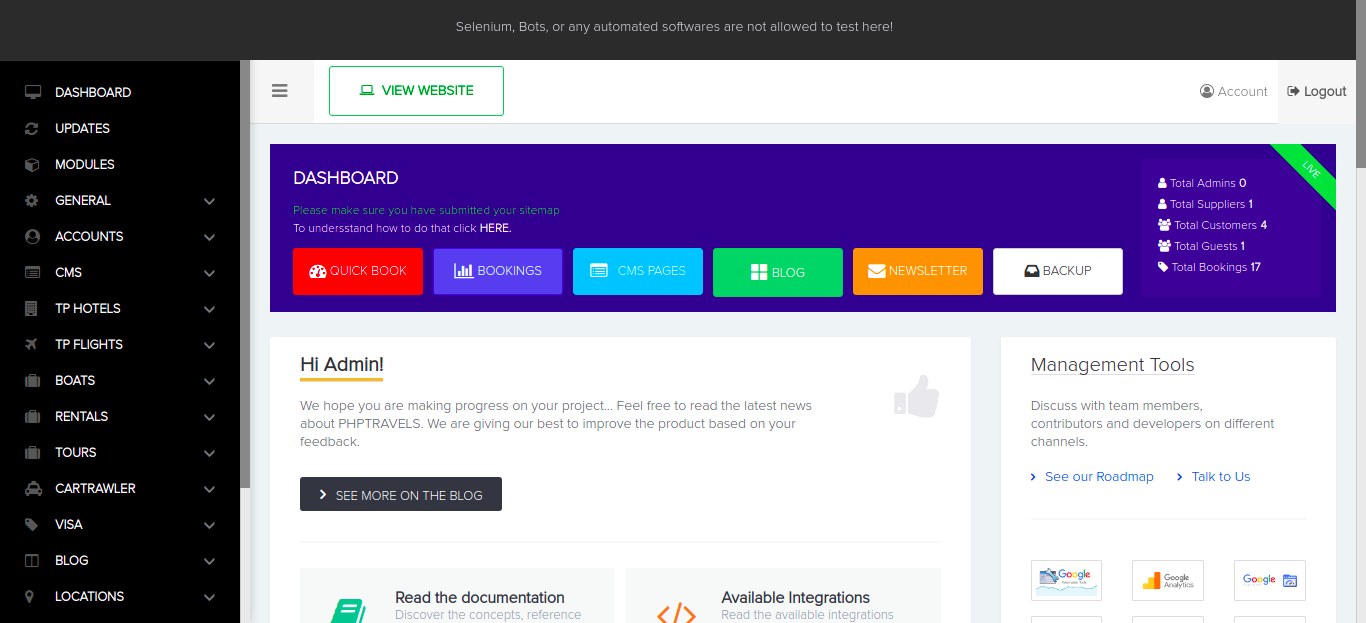 Selenium, Bots, or any automated softwares are not allowed to test here!
DASHBOARD
UPDATES
MODULES
GENERAL
ACCOUNTS
CMS
TP HOTELS
TP FLIGHTS
BOATS
RENTALS
TOURS
CARTRAWLER
VISA
BLOG
LOCATIONS
VIEW WEBSITE
Account
Logout
DASHBOARD
Please make sure you have submitted your sitemap
To undersstand how to do that click HERE.
QUICK BOOK
BOOKINGS
CMS PAGES
BLOG
NEWSLETTER
BACKUP
LIVE
Total Admins 0
Total Suppliers 1
Total Customers 4
Total Guests 1
Total Bookings 17
Hi Admin!
We hope you are making progress on your project... Feel free to read the latest news
about PHPTRAVELS. We are giving our best to improve the product based on your
feedback.
SEE MORE ON THE BLOG
Read the documentation
Discover the concepts, reference
Available Integrations
Read the available integrations
Management Tools
Discuss with team members,
contributors and developers on different
channels.
See our Roadmap
Talk to Us
Google
Google
Analytics
Google